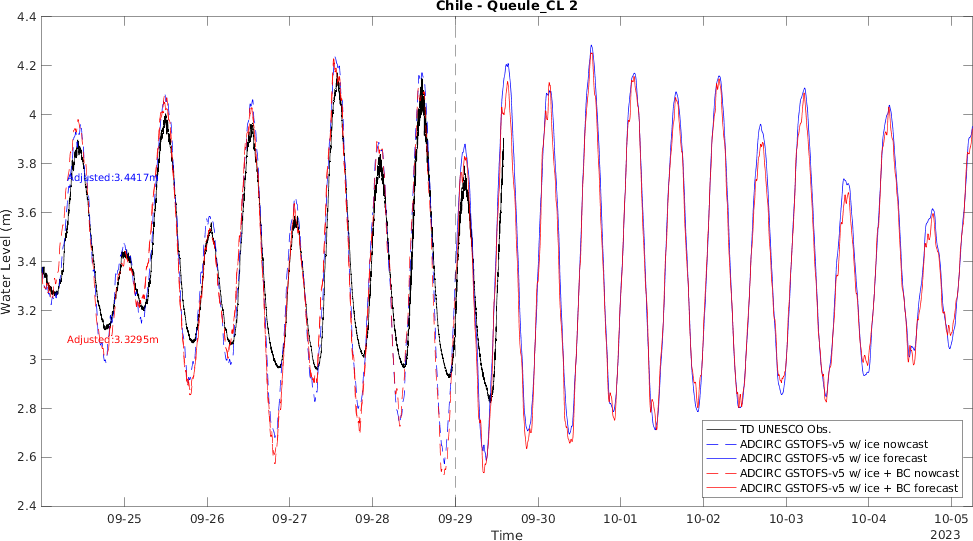 Chile - Queule_CL 2
4.4
4.2
4
3.8
3.6
3.4
3.2
3
2.8
2.6
2.4
Water Level (m)
Adjusted:3.4417m
Adjusted:3.3295m
TD UNESCO Obs.
ADCIRC GSTOFS-v5 w/ ice nowcast
ADCIRC GSTOFS-v5 w/ ice forecast
ADCIRC GSTOFS-v5 w/ ice + BC nowcast
ADCIRC GSTOFS-v5 w/ ice + BC forecast
09-25 09-26 09-27 09-28 09-29 09-30 10-01 10-02 10-03 10-04 10-05
Time
2023